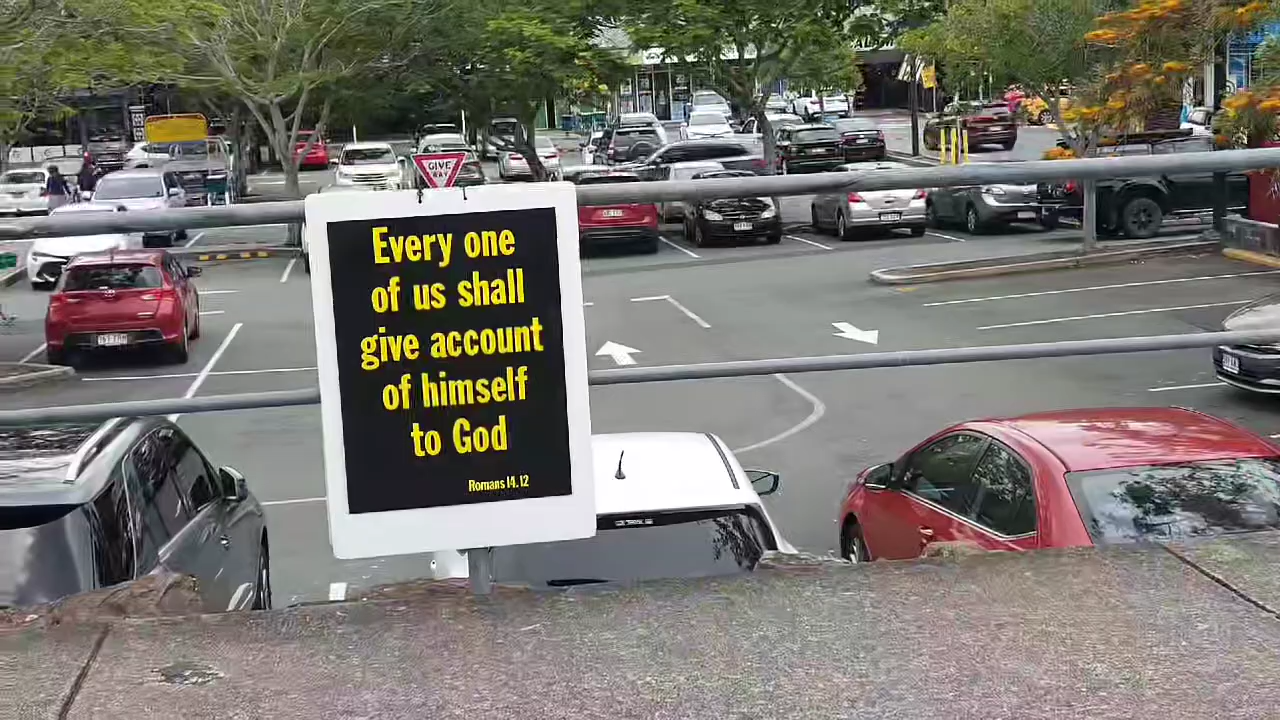 GIVE
WAY
Every one
of us shall
give account
of himself
to God
Romans 14.12